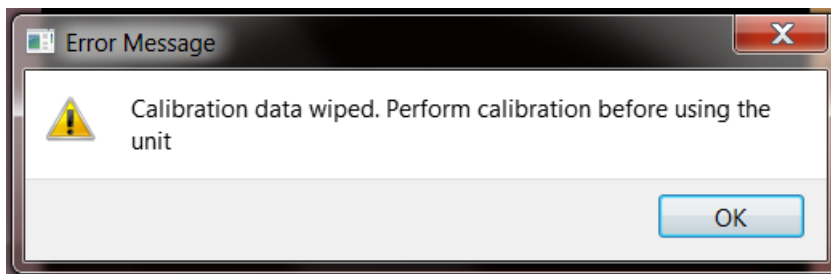 Error Message
Calibration data wiped. Perform calibration before using the
unit
OK